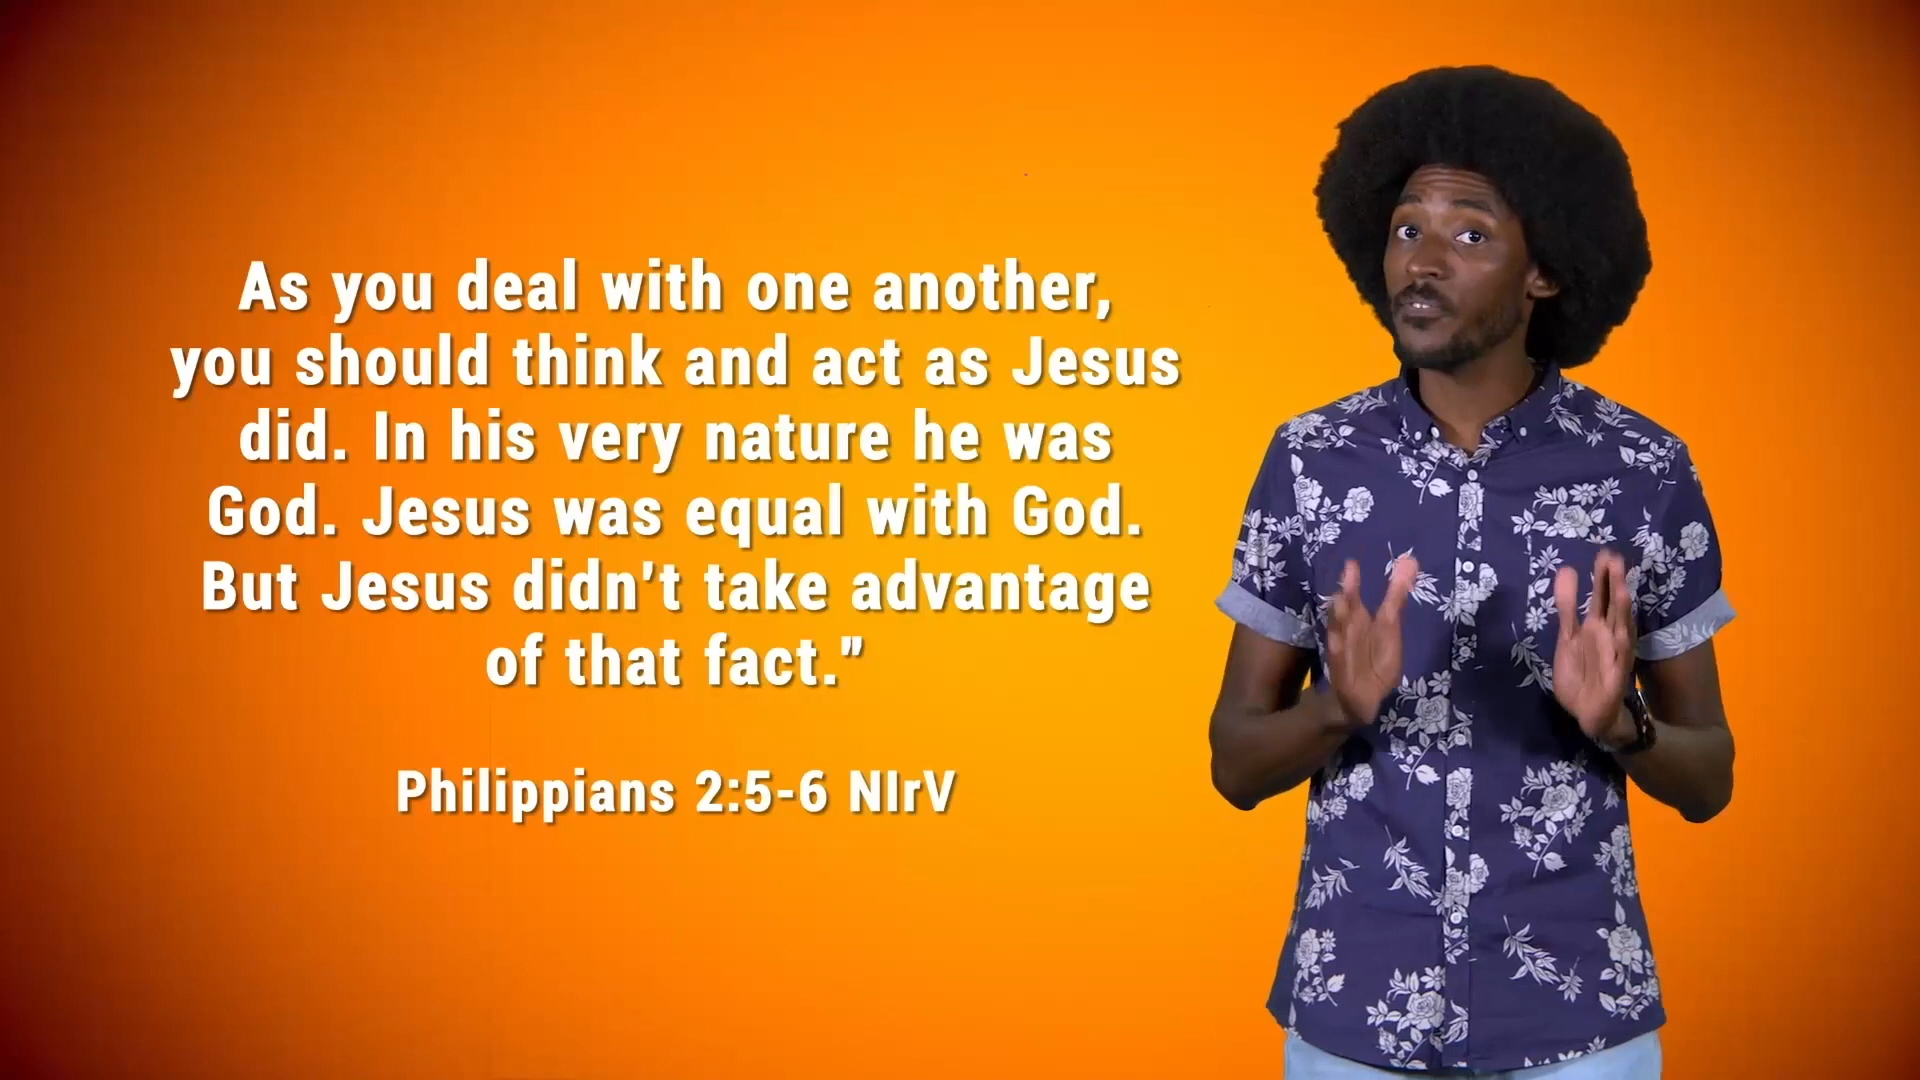 As you deal with one another,
you should think and act as Jesus
did. In his very nature he was
God. Jesus was equal with God.
But Jesus didn't take advantage
of that fact.”
Philippians 2:5-6 NIrV